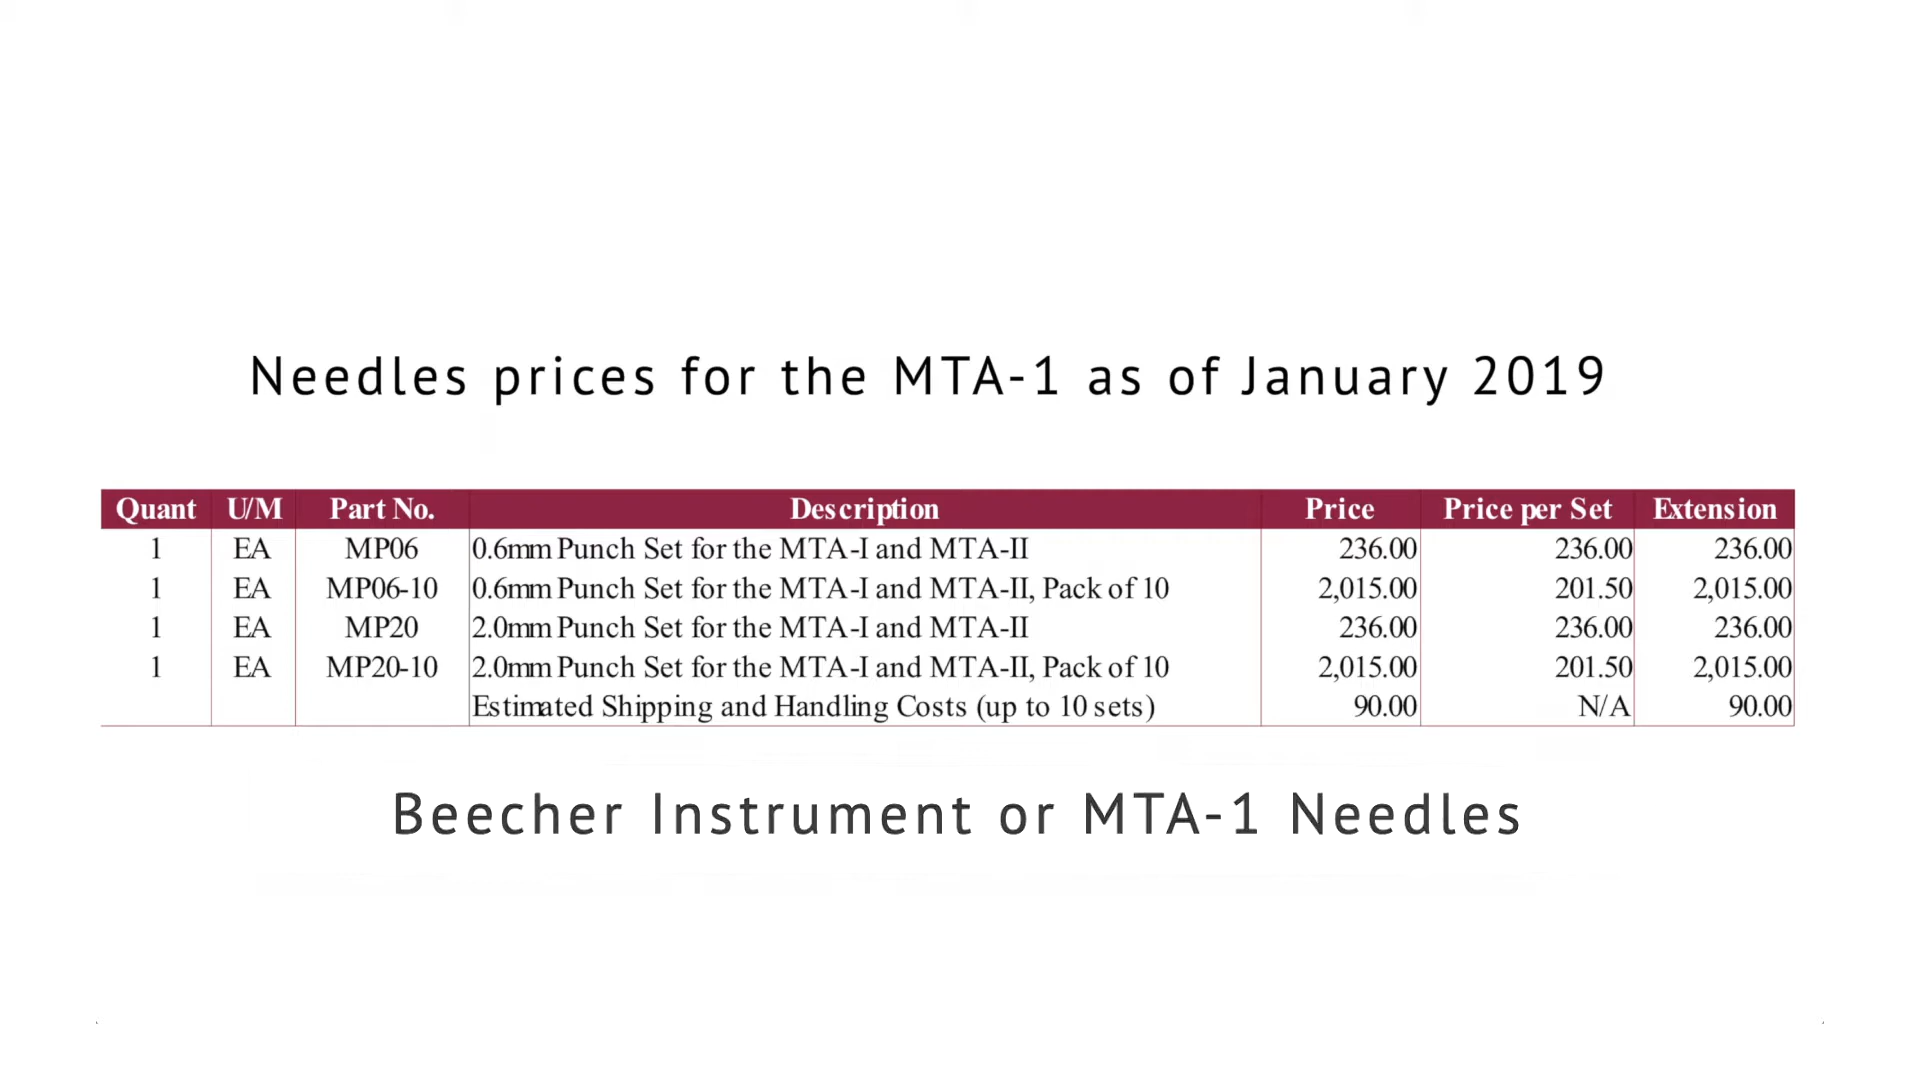 Needles prices for the MTA-1 as of January 2019
Quant U/M Part No. Description Price Price per Set Extension
1 EA MP06 0.6mm Punch Set for the MTA-I and MTA-II 236.00 236.00 236.00
1 EA MP06-10 0.6mm Punch Set for the MTA-I and MTA-II, Pack of 10 2,015.00 201.50 2,015.00
1 EA MP20 2.0mm Punch Set for the MTA-I and MTA-II 236.00 236.00 236.00
1 EA MP20-10 2.0mm Punch Set for the MTA-I and MTA-II, Pack of 10 2,015.00 201.50 2,015.00
Estimated Shipping and Handling Costs (up to 10 sets) 90.00 N/A 90.00
Beecher Instrument or MTA-1 Needles